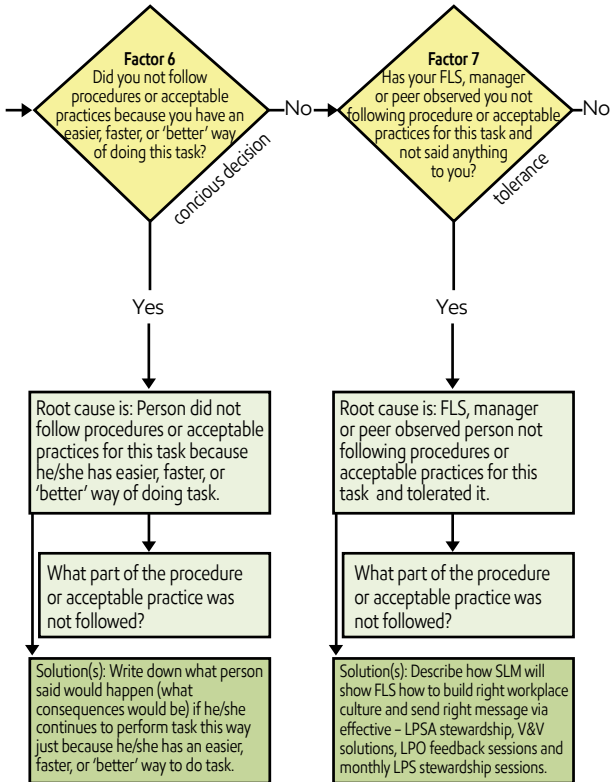 Factor 6
Did you not follow
procedures or acceptable
practices because you have an
easier, faster, or ‘better’ way
of doing this task?
concious decision
No
Yes
Root cause is: Person did not
follow procedures or acceptable
practices for this task because
he/she has easier, faster, or
‘better’ way of doing task.
What part of the procedure
or acceptable practice was
not followed?
Solution(s): Write down what person
said would happen (what
consequences would be) if he/she
continues to perform task this way
just because he/she has an easier,
faster, or ‘better’ way to do task.
Factor 7
Has your FLS, manager
or peer observed you not
following procedure or acceptable
practices for this task and
not said anything
to you?
tolerance
No
Yes
Root cause is: FLS, manager
or peer observed person not
following procedures or
acceptable practices for this
task and tolerated it.
What part of the procedure
or acceptable practice was
not followed?
Solution(s): Describe how SLM will
show FLS how to build right workplace
culture and send right message via
effective – LPSA stewardship, V&V
solutions, LPO feedback sessions and
monthly LPS stewardship sessions.